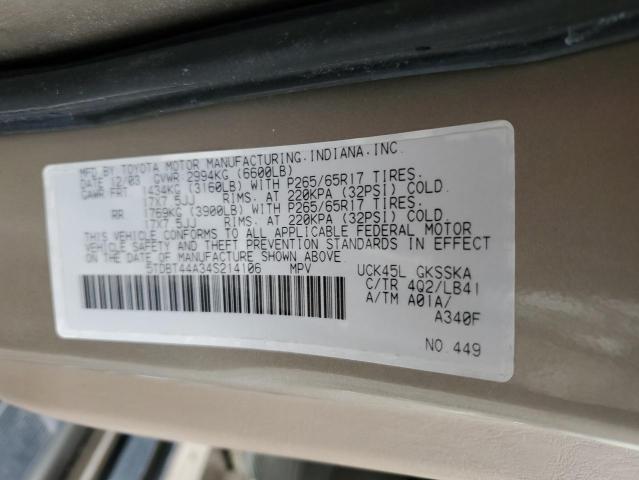 MFD BY TOYOTA MOTOR MANUFACTURING.INDIANA.INC.
DATE 12/03 GVWR 2994KG (6600LB)
GAWR FRT 1434KG (3160LB) WITH P265/65R17 TIRES.
17X7.5JJ RIMS. AT 220KPA (32PSI) COLD.
RR 1769KG (3900LB) WITH P265/65R17 TIRES.
17X7.5JJ RIMS. AT 220KPA (32PSI) COLD.
THIS VEHICLE CONFORMS TO ALL APPLICABLE FEDERAL MOTOR
VEHICLE SAFETY AND THEFT PREVENTION STANDARDS IN EFFECT
ON THE DATE OF MANUFACTURE SHOWN ABOVE
5TDBT44A34S214106 MPV UCK45L GKSSKA
C/TR 4Q2/LB41
A/TM A01A/
A340F
NO.449